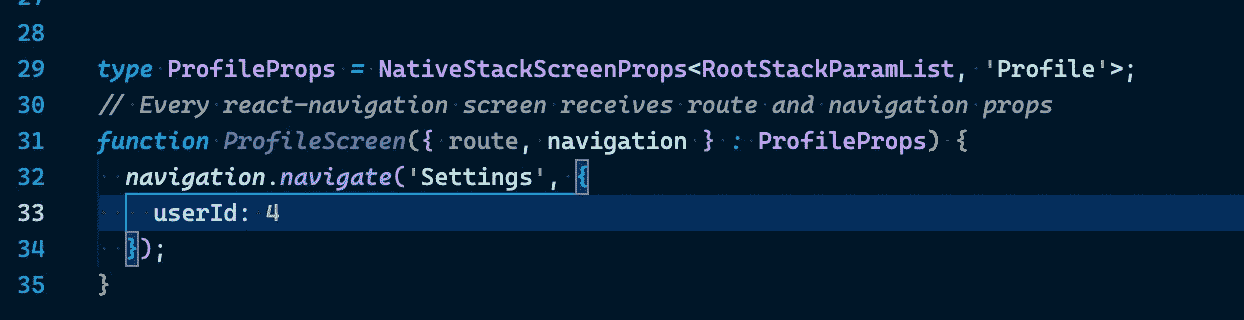 27
28
29 type ProfileProps = NativeStackScreenProps<RootStackParamList, 'Profile'>;
30 // Every react-navigation screen receives route and navigation props
31 function ProfileScreen({ route, navigation } : ProfileProps) {
32 navigation.navigate('Settings', {
33 userId: 4
34 });
35 }